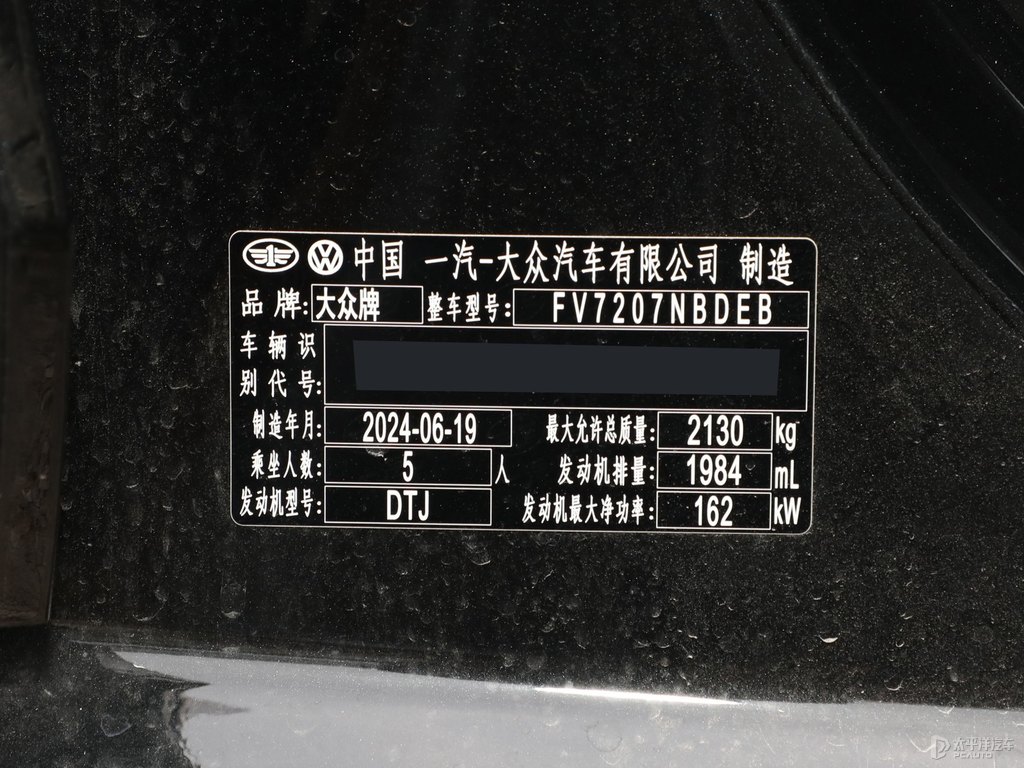 中国 一汽-大众汽车有限公司 制造
品 牌: 大众牌 整车型号: FV7207NBDEB
车 辆 识
别 代 号:
制造年月: 2024-06-19 最大允许总质量: 2130 kg
乘坐人数: 5 人 发动机排量: 1984 mL
发动机型号: DTJ 发动机最大净功率: 162 kW
太平洋汽车
PCAUTO